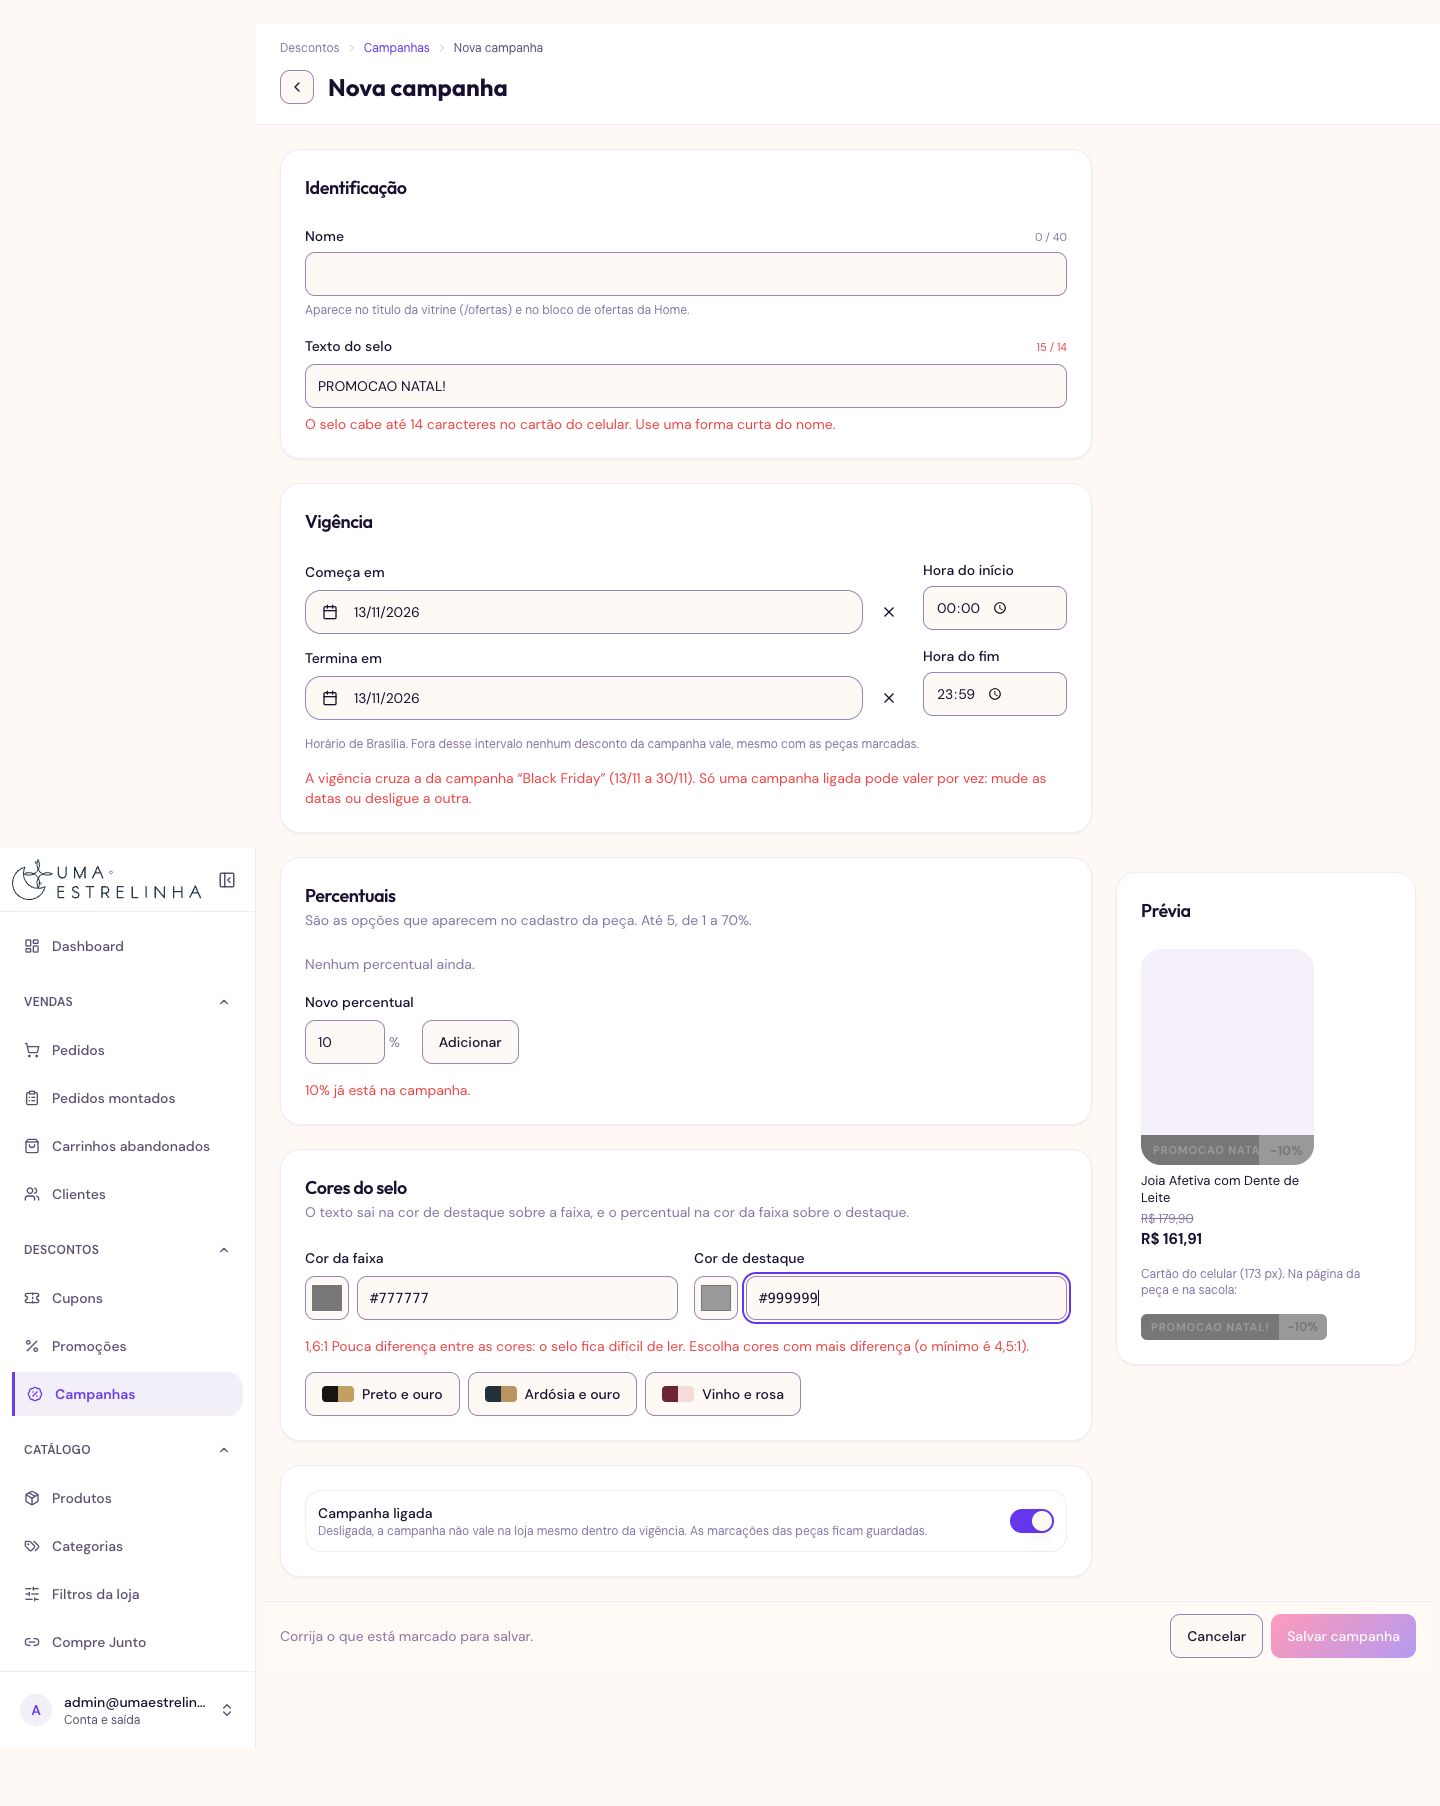 Descontos > Campanhas > Nova campanha
Nova campanha
Identificação
Nome
0 / 40
Aparece no título da vitrine (/ofertas) e no bloco de ofertas da Home.
Texto do selo
15 / 14
PROMOCAO NATAL!
O selo cabe até 14 caracteres no cartão do celular. Use uma forma curta do nome.
Vigência
Começa em
Hora do início
13/11/2026
00:00
Termina em
Hora do fim
13/11/2026
23:59
Horário de Brasília. Fora desse intervalo nenhum desconto da campanha vale, mesmo com as peças marcadas.
A vigência cruza a da campanha “Black Friday” (13/11 a 30/11). Só uma campanha ligada pode valer por vez: mude as
datas ou desligue a outra.
UMA
ESTRELINHA
Dashboard
VENDAS
Pedidos
Pedidos montados
Carrinhos abandonados
Clientes
DESCONTOS
Cupons
Promoções
Campanhas
CATÁLOGO
Produtos
Categorias
Filtros da loja
Compre Junto
A
admin@umaestrelin...
Conta e saída
Percentuais
São as opções que aparecem no cadastro da peça. Até 5, de 1 a 70%.
Nenhum percentual ainda.
Novo percentual
10
%
Adicionar
10% já está na campanha.
Cores do selo
O texto sai na cor de destaque sobre a faixa, e o percentual na cor da faixa sobre o destaque.
Cor da faixa
Cor de destaque
#777777
#999999
1,6:1 Pouca diferença entre as cores: o selo fica difícil de ler. Escolha cores com mais diferença (o mínimo é 4,5:1).
Preto e ouro
Ardósia e ouro
Vinho e rosa
Campanha ligada
Desligada, a campanha não vale na loja mesmo dentro da vigência. As marcações das peças ficam guardadas.
Prévia
PROMOCAO NATA
-10%
Joia Afetiva com Dente de
Leite
R$ 179,90
R$ 161,91
Cartão do celular (173 px). Na página da
peça e na sacola:
PROMOCAO NATAL!
-10%
Corrija o que está marcado para salvar.
Cancelar
Salvar campanha